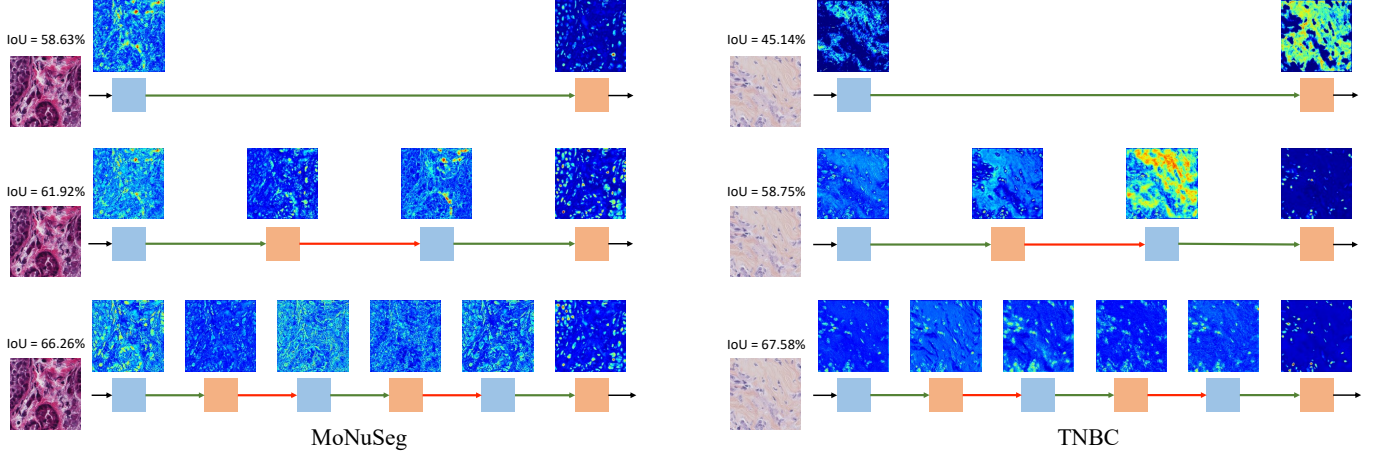 IoU = 58.63%
IoU = 61.92%
IoU = 66.26%
MoNuSeg
IoU = 45.14%
IoU = 58.75%
IoU = 67.58%
TNBC